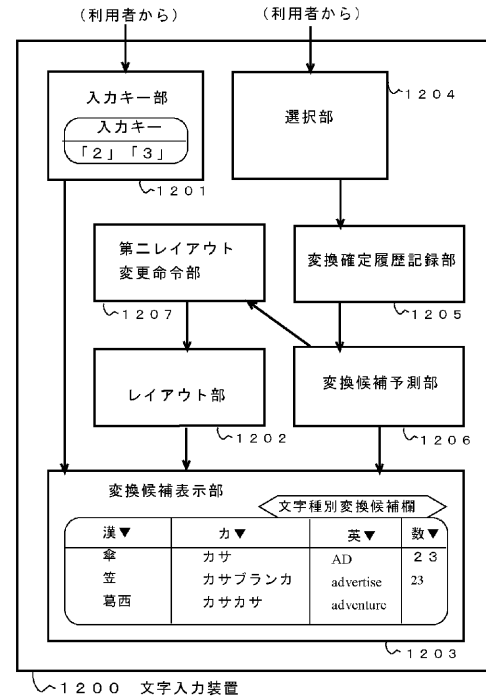 （利用者から）
（利用者から）
入力キー部
入力キー
「２」「３」
１２０１
選択部
１２０４
第二レイアウト
変更命令部
１２０７
変換確定履歴記録部
１２０５
レイアウト部
１２０２
変換候補予測部
１２０６
変換候補表示部
文字種別変換候補欄
漢▼ カ▼ 英▼ 数▼
傘 カサ AD ２３
笠 カサブランカ advertise 23
葛西 カサカサ adventure
１２０３
１２００ 文字入力装置